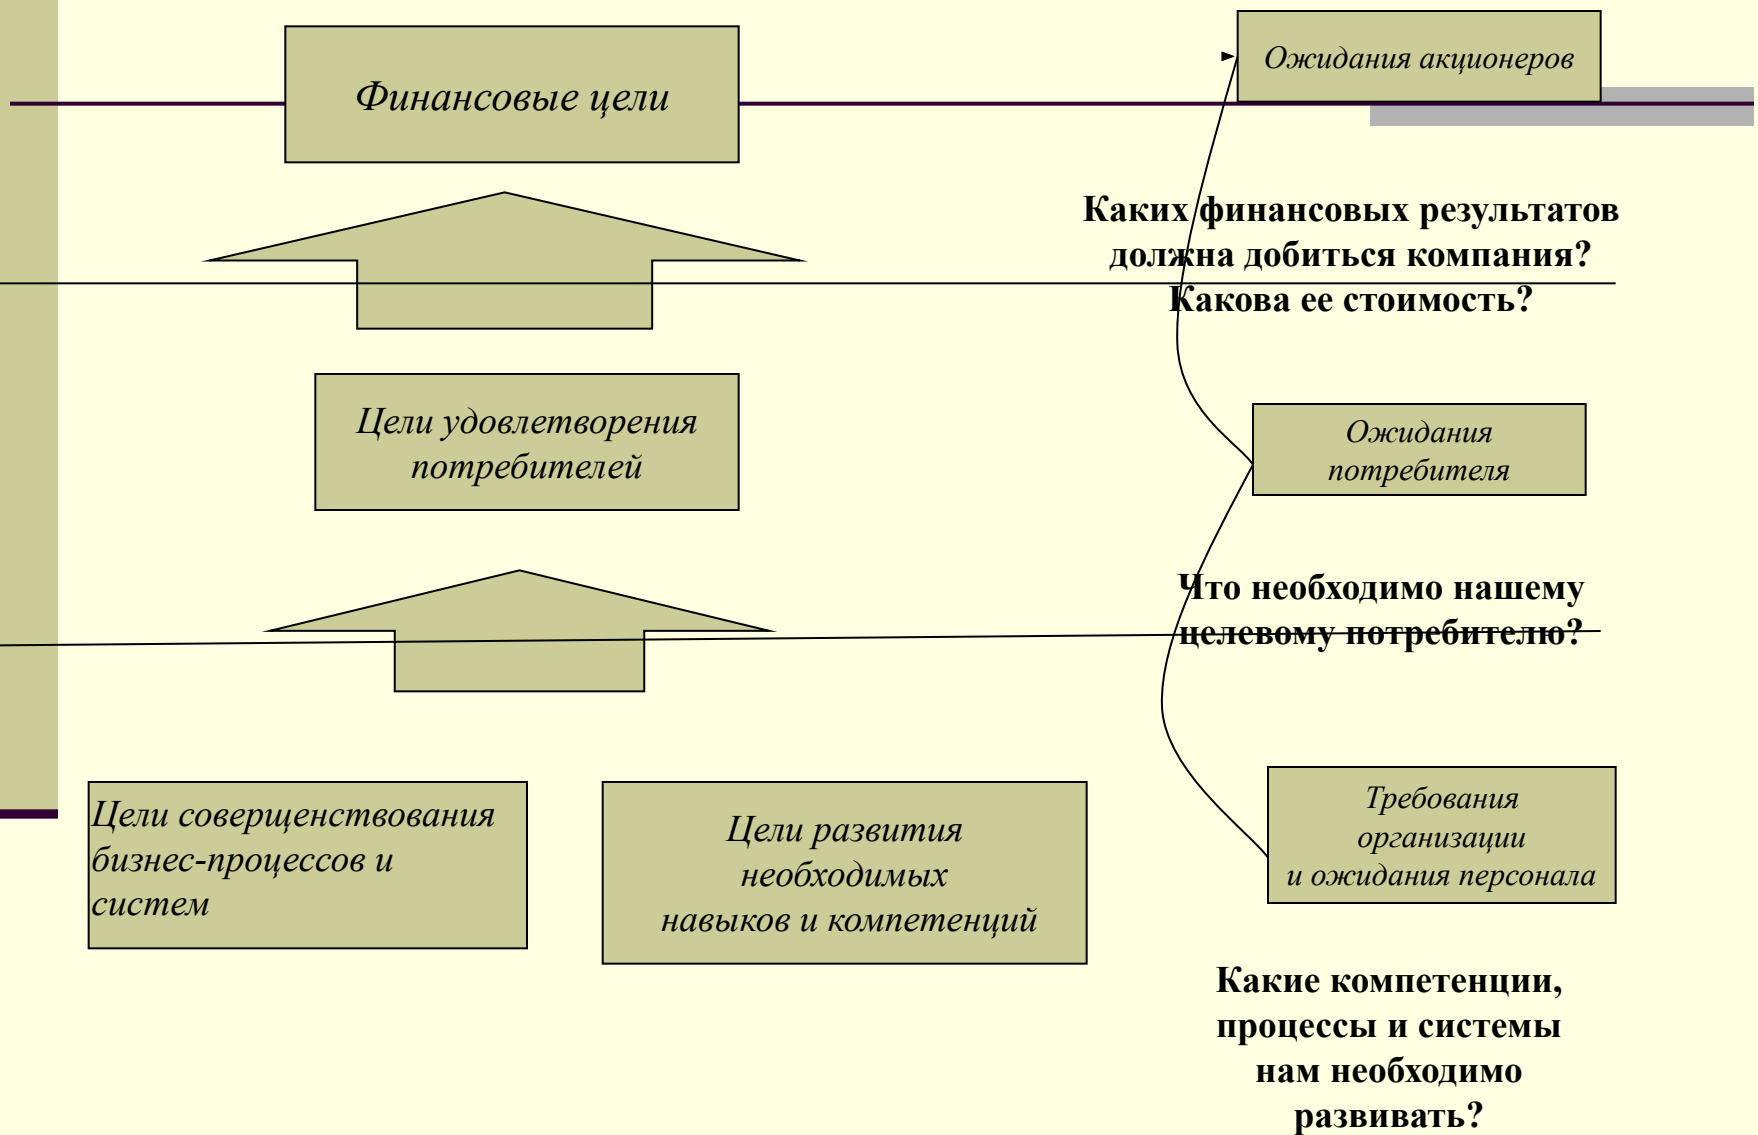 Финансовые цели
Ожидания акционеров
Каких финансовых результатов
должна добиться компания?
Какова ее стоимость?
Цели удовлетворения
потребителей
Ожидания
потребителя
Что необходимо нашему
целевому потребителю?
Цели соверщенствования
бизнес-процессов и
систем
Цели развития
необходимых
навыков и компетенций
Требования
организации
и ожидания персонала
Какие компетенции,
процессы и системы
нам необходимо
развивать?